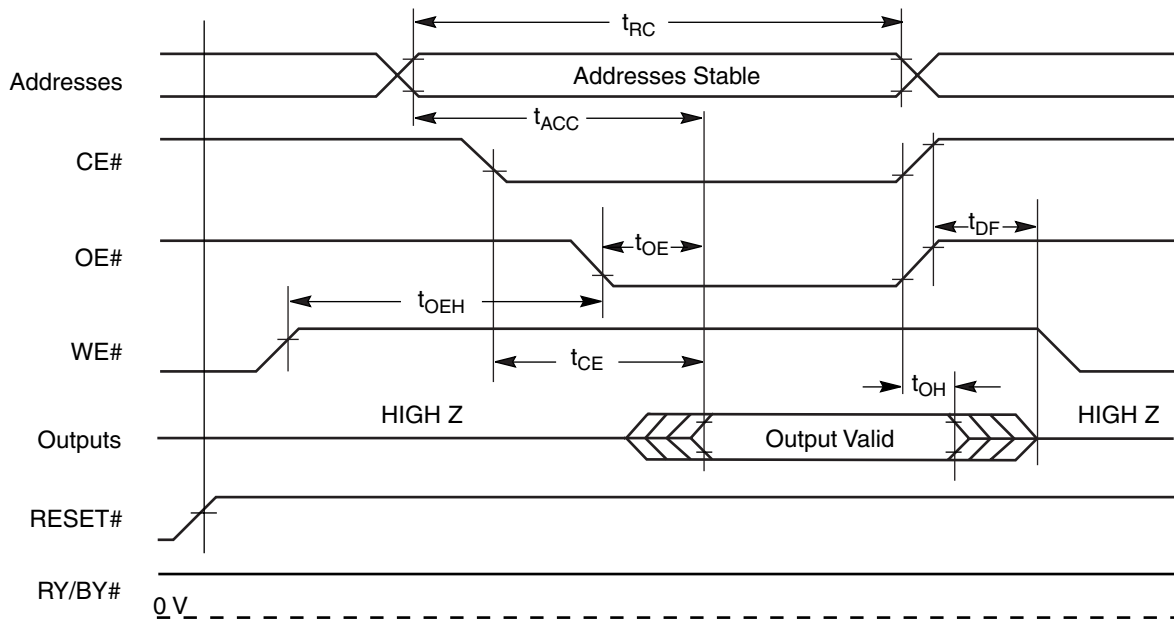 tRC
Addresses
Addresses Stable
tACC
CE#
tDF
OE#
tOE
tOEH
WE#
tCE
tOH
HIGH Z
HIGH Z
Outputs
Output Valid
RESET#
RY/BY#
0 V